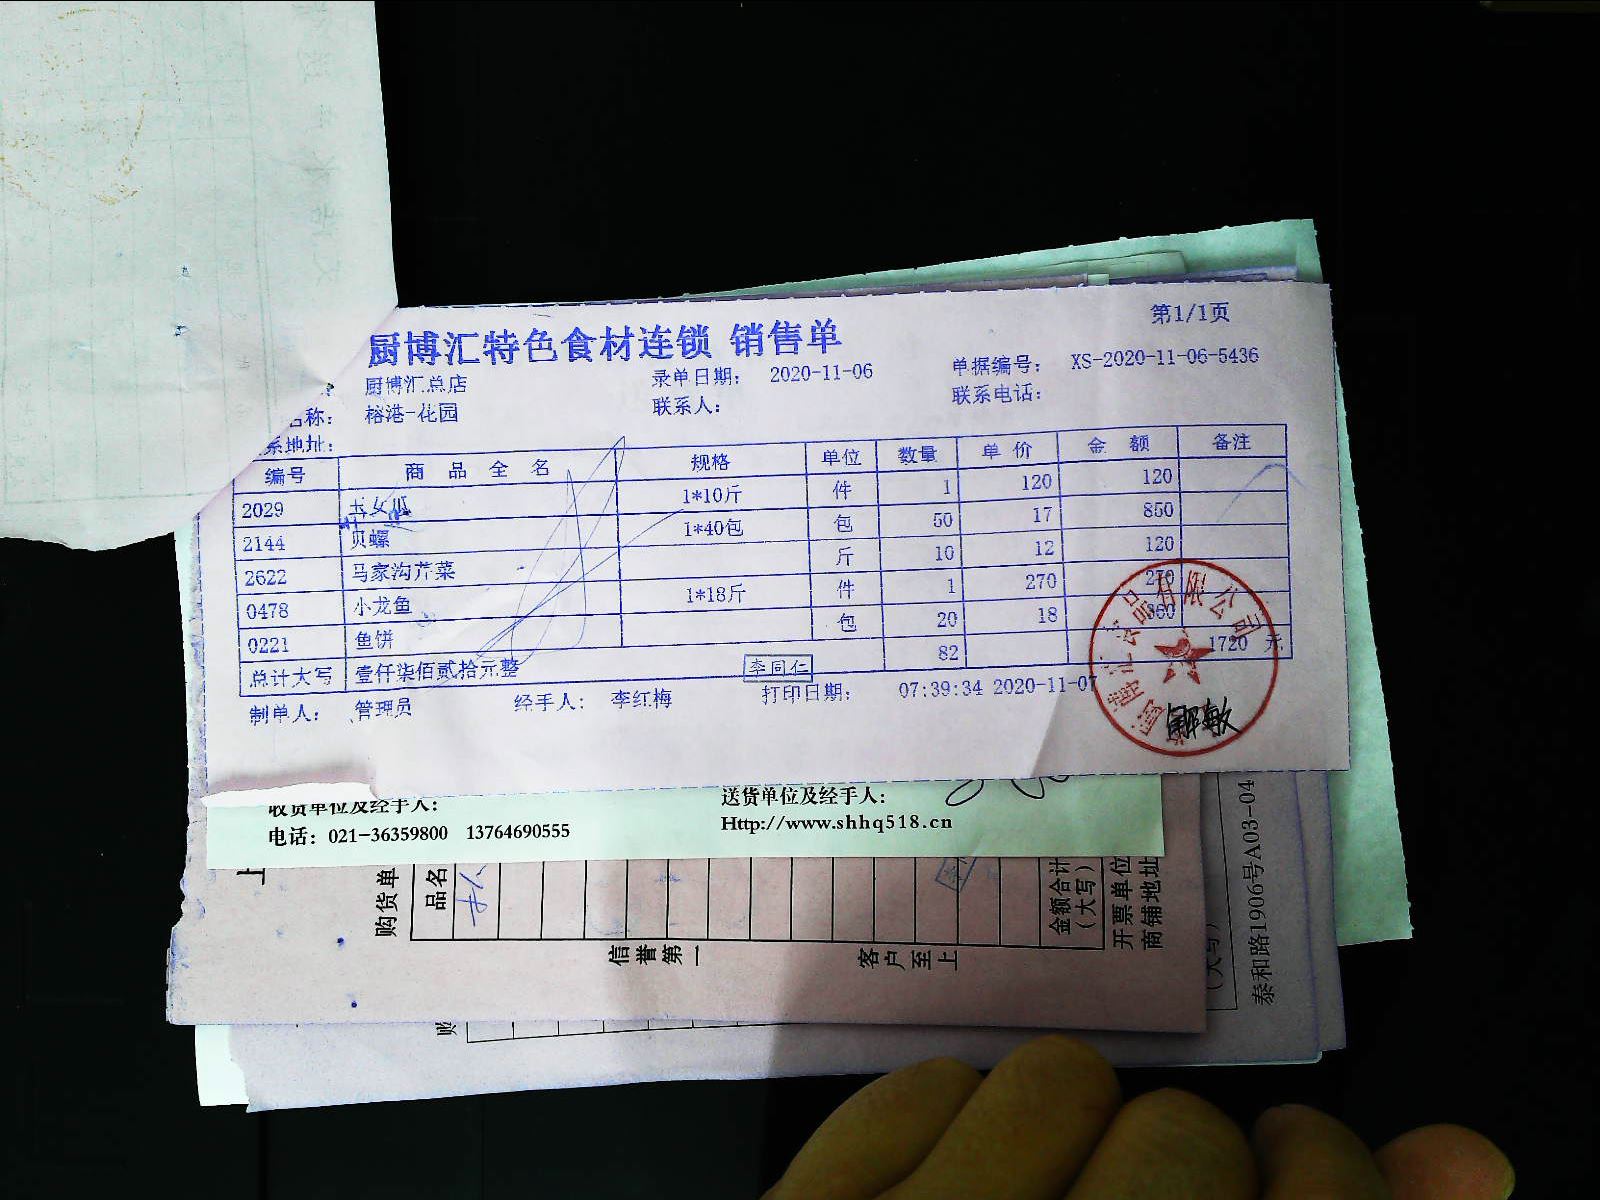 第1/1页
厨博汇特色食材连锁 销售单
厨博汇总店 录单日期： 2020-11-06 单据编号： XS-2020-11-06-5436
名称： 榕港-花园 联系人： 联系电话：
系地址：
编号 商品全名 规格 单位 数量 单价 金额 备注
2029 玉女瓜 1*10斤 件 1 120 120
2144 贝螺 1*40包 包 50 17 850
2622 马家沟芹菜 斤 10 12 120
0478 小龙鱼 1*18斤 件 1 270 270
0221 鱼饼 包 20 18 360
总计大写 壹仟柒佰贰拾元整 82 1720 元
李同仁
制单人： 管理员 经手人： 李红梅 打印日期： 07:39:34 2020-11-07
品有限公司
收货单位及经手人： 送货单位及经手人：
电话：021-36359800 13764690555 Http://www.shhq518.cn
上
购货单
品名
金额合计
(大写)
开票单位
商铺地址
信誉第一 客户至上
(大写)
泰和路1906号A03-04
购